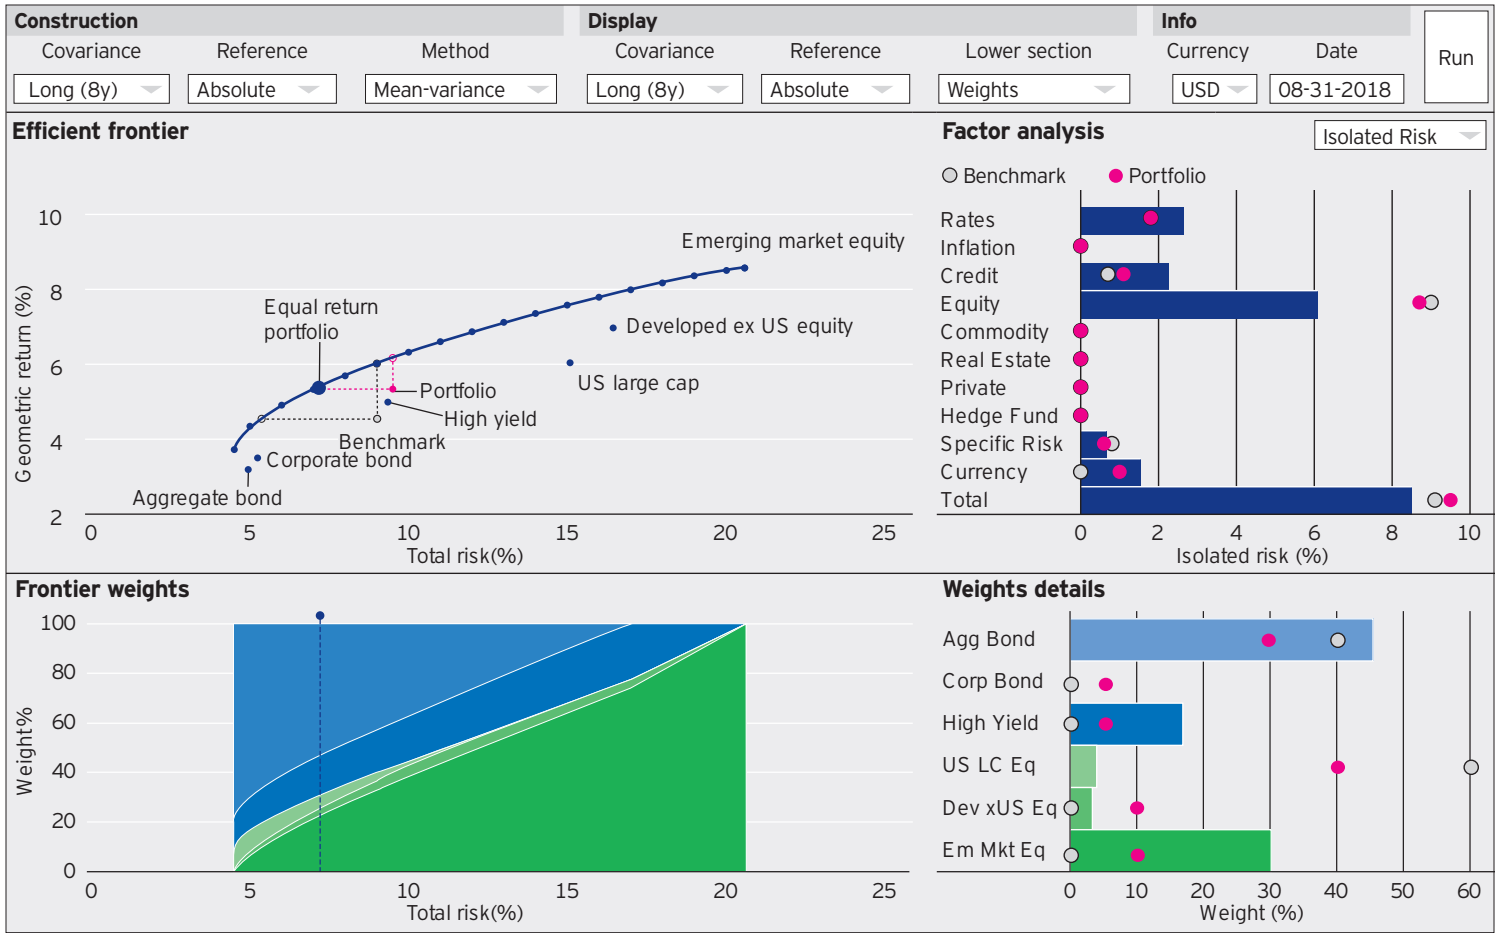 Construction
Display
Info
Covariance
Reference
Method
Covariance
Reference
Lower section
Currency
Date
Run
Long (8y)
Absolute
Mean-variance
Long (8y)
Absolute
Weights
USD
08-31-2018
Efficient frontier
10
8
6
4
2
Geometric return (%)
Emerging market equity
Equal return
portfolio
Developed ex US equity
US large cap
Portfolio
High yield
Benchmark
Corporate bond
Aggregate bond
0
5
10
15
20
25
Total risk(%)
Factor analysis
Isolated Risk
Benchmark
Portfolio
Rates
Inflation
Credit
Equity
Commodity
Real Estate
Private
Hedge Fund
Specific Risk
Currency
Total
0
2
4
6
8
10
Isolated risk (%)
Frontier weights
100
80
60
40
20
0
Weight%
0
5
10
15
20
25
Total risk(%)
Weights details
Agg Bond
Corp Bond
High Yield
US LC Eq
Dev xUS Eq
Em Mkt Eq
0
10
20
30
40
50
60
Weight (%)